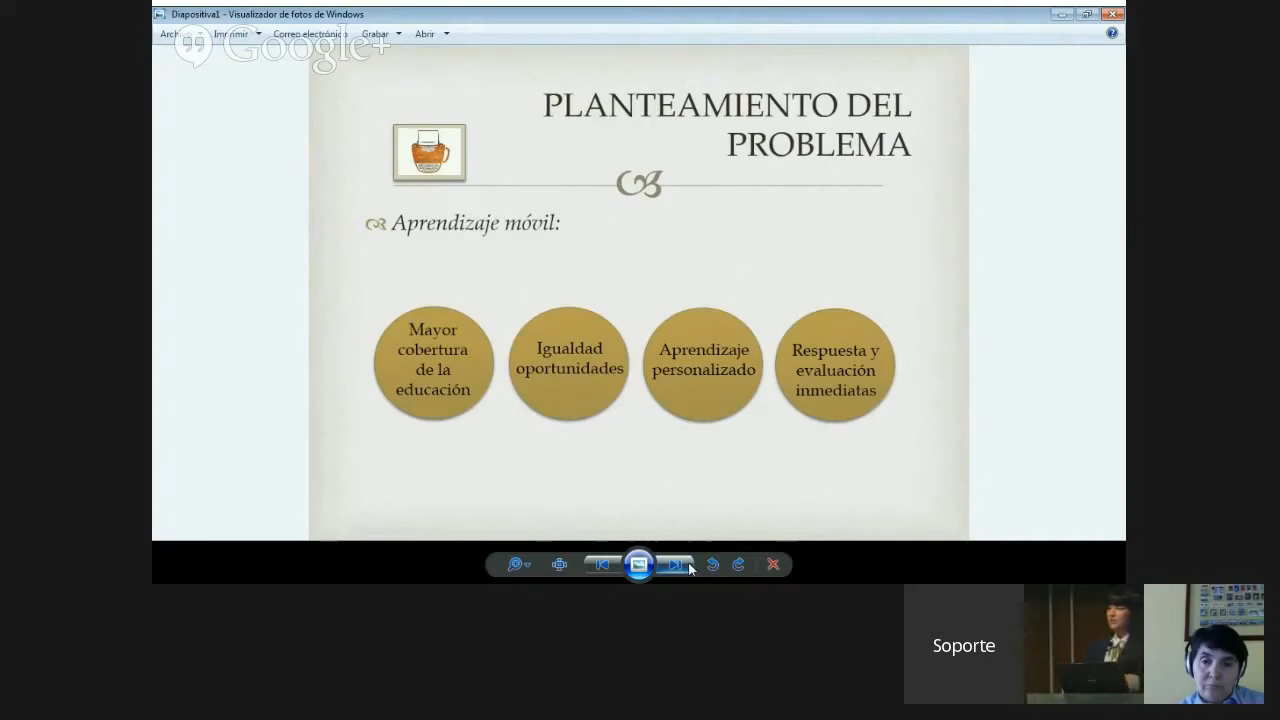 Diapositiva1 - Visualizador de fotos de Windows
Imprimir Correo electrónico Grabar Abrir
Google+
PLANTEAMIENTO DEL
PROBLEMA
Aprendizaje móvil:
Mayor
cobertura
de la
educación
Igualdad
oportunidades
Aprendizaje
personalizado
Respuesta y
evaluación
inmediatas
Soporte